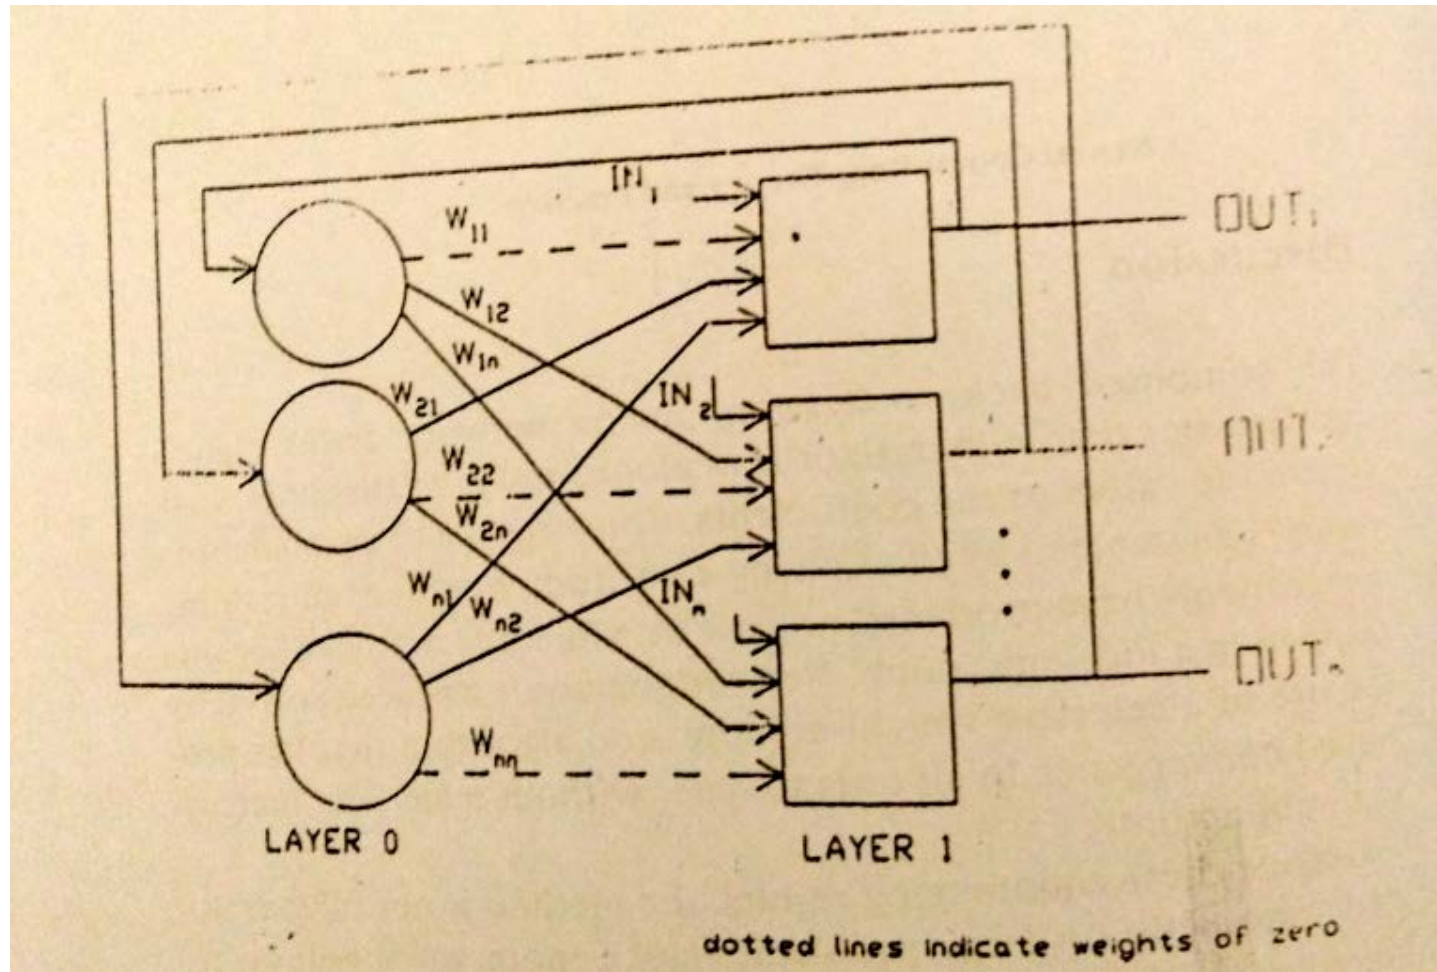 IN₁
OUT₁
W₁₁
W₁₂
W₁ₙ
W₂₁
IN₂
W₂₂
W₂ₙ
Wₙ₁
Wₙ₂
INₙ
OUTₙ
Wₙₙ
LAYER 0
LAYER 1
dotted lines indicate weights of zero